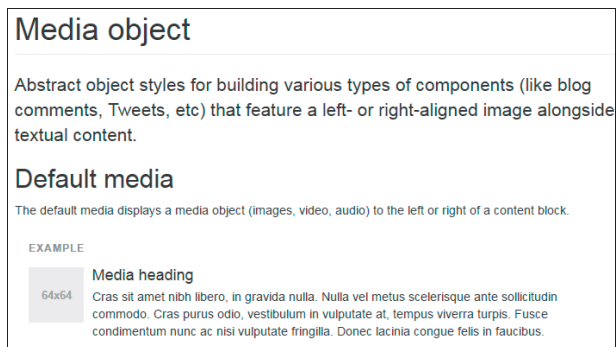 Media object
Abstract object styles for building various types of components (like blog
comments, Tweets, etc) that feature a left- or right-aligned image alongside
textual content.
Default media
The default media displays a media object (images, video, audio) to the left or right of a content block.
EXAMPLE
64x64
Media heading
Cras sit amet nibh libero, in gravida nulla. Nulla vel metus scelerisque ante sollicitudin
commodo. Cras purus odio, vestibulum in vulputate at, tempus viverra turpis. Fusce
condimentum nunc ac nisi vulputate fringilla. Donec lacinia congue felis in faucibus.